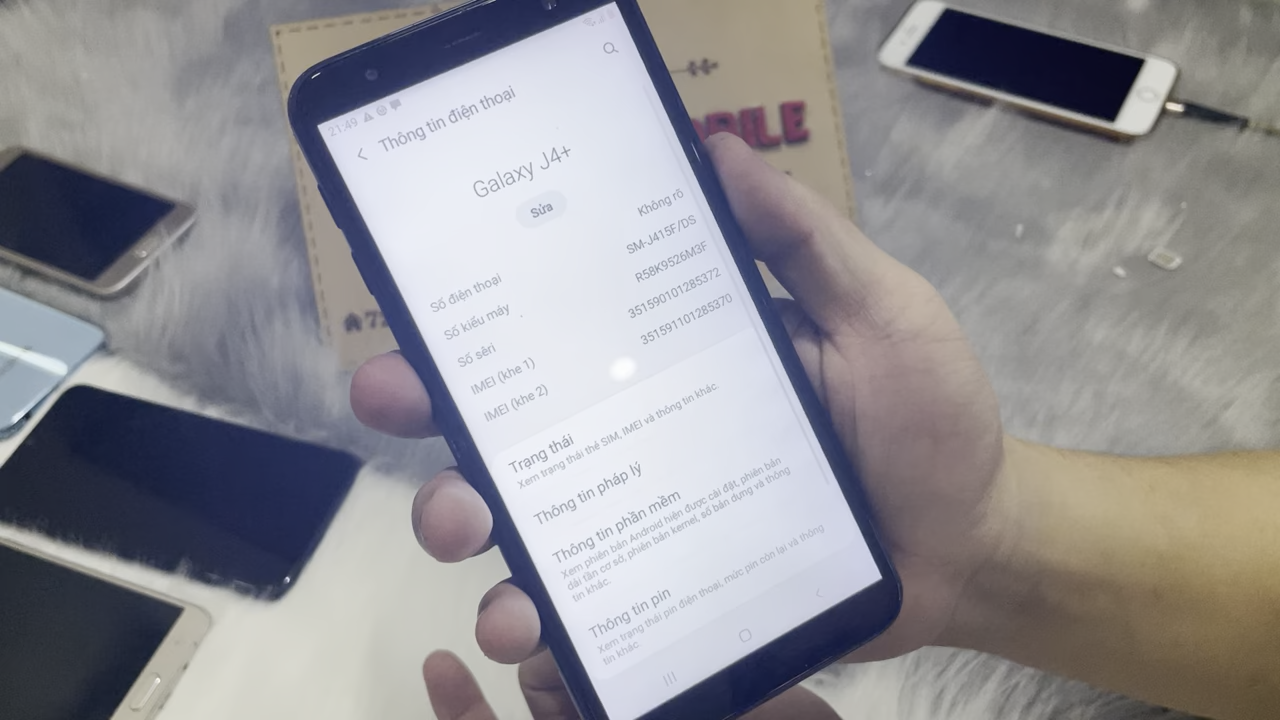 21:49
Thông tin điện thoại
Galaxy J4+
Sửa
Số điện thoại Không rõ
Số kiểu máy SM-J415F/DS
Số sêri R58K9526M3F
IMEI (khe 1) 351590101285372
IMEI (khe 2) 351591101285370
Trạng thái
Xem trạng thái thẻ SIM, IMEI và thông tin khác.
Thông tin pháp lý
Thông tin phần mềm
Xem phiên bản Android hiện được cài đặt, phiên bản
dải tần cơ sở, phiên bản kernel, số bản dựng và thông
tin khác.
Thông tin pin
Xem trạng thái pin điện thoại, mức pin còn lại và thông
tin khác.